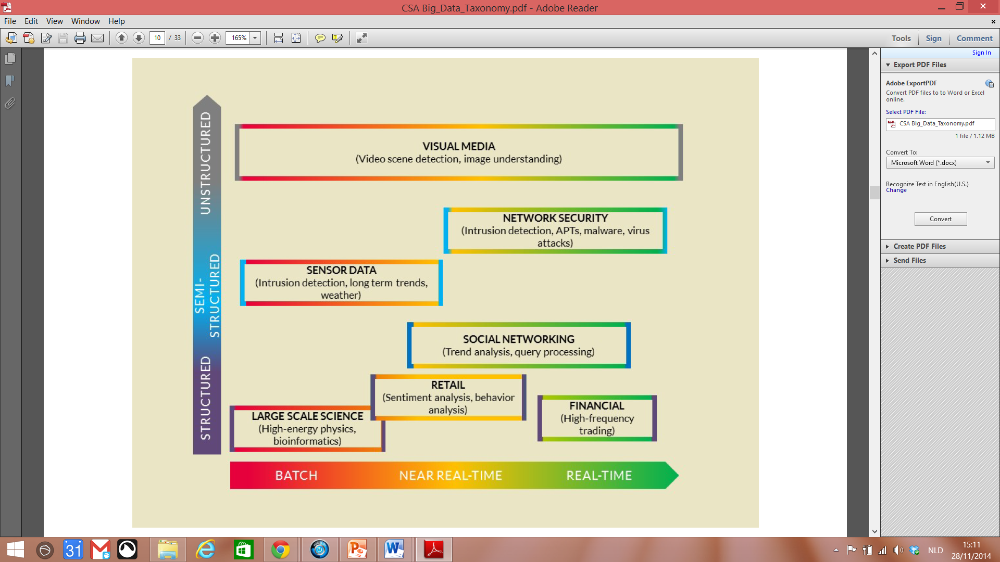 CSA Big_Data_Taxonomy.pdf - Adobe Reader
File Edit View Window Help
10 / 33 165% Tools Sign Comment
Sign In
Export PDF Files
Adobe ExportPDF
Convert PDF files to to Word or Excel
online.
Select PDF File:
CSA Big_Data_Taxonomy.pdf
1 file / 1.12 MB
Convert To:
Microsoft Word (*.docx)
Recognize Text in English(U.S.)
Change
Convert
Create PDF Files
Send Files
UNSTRUCTURED
SEMI-
STRUCTURED
STRUCTURED
VISUAL MEDIA
(Video scene detection, image understanding)
NETWORK SECURITY
(Intrusion detection, APTs, malware, virus
attacks)
SENSOR DATA
(Intrusion detection, long term trends,
weather)
SOCIAL NETWORKING
(Trend analysis, query processing)
RETAIL
(Sentiment analysis, behavior
analysis)
FINANCIAL
(High-frequency
trading)
LARGE SCALE SCIENCE
(High-energy physics,
bioinformatics)
BATCH NEAR REAL-TIME REAL-TIME
31
NLD
15:11
28/11/2014